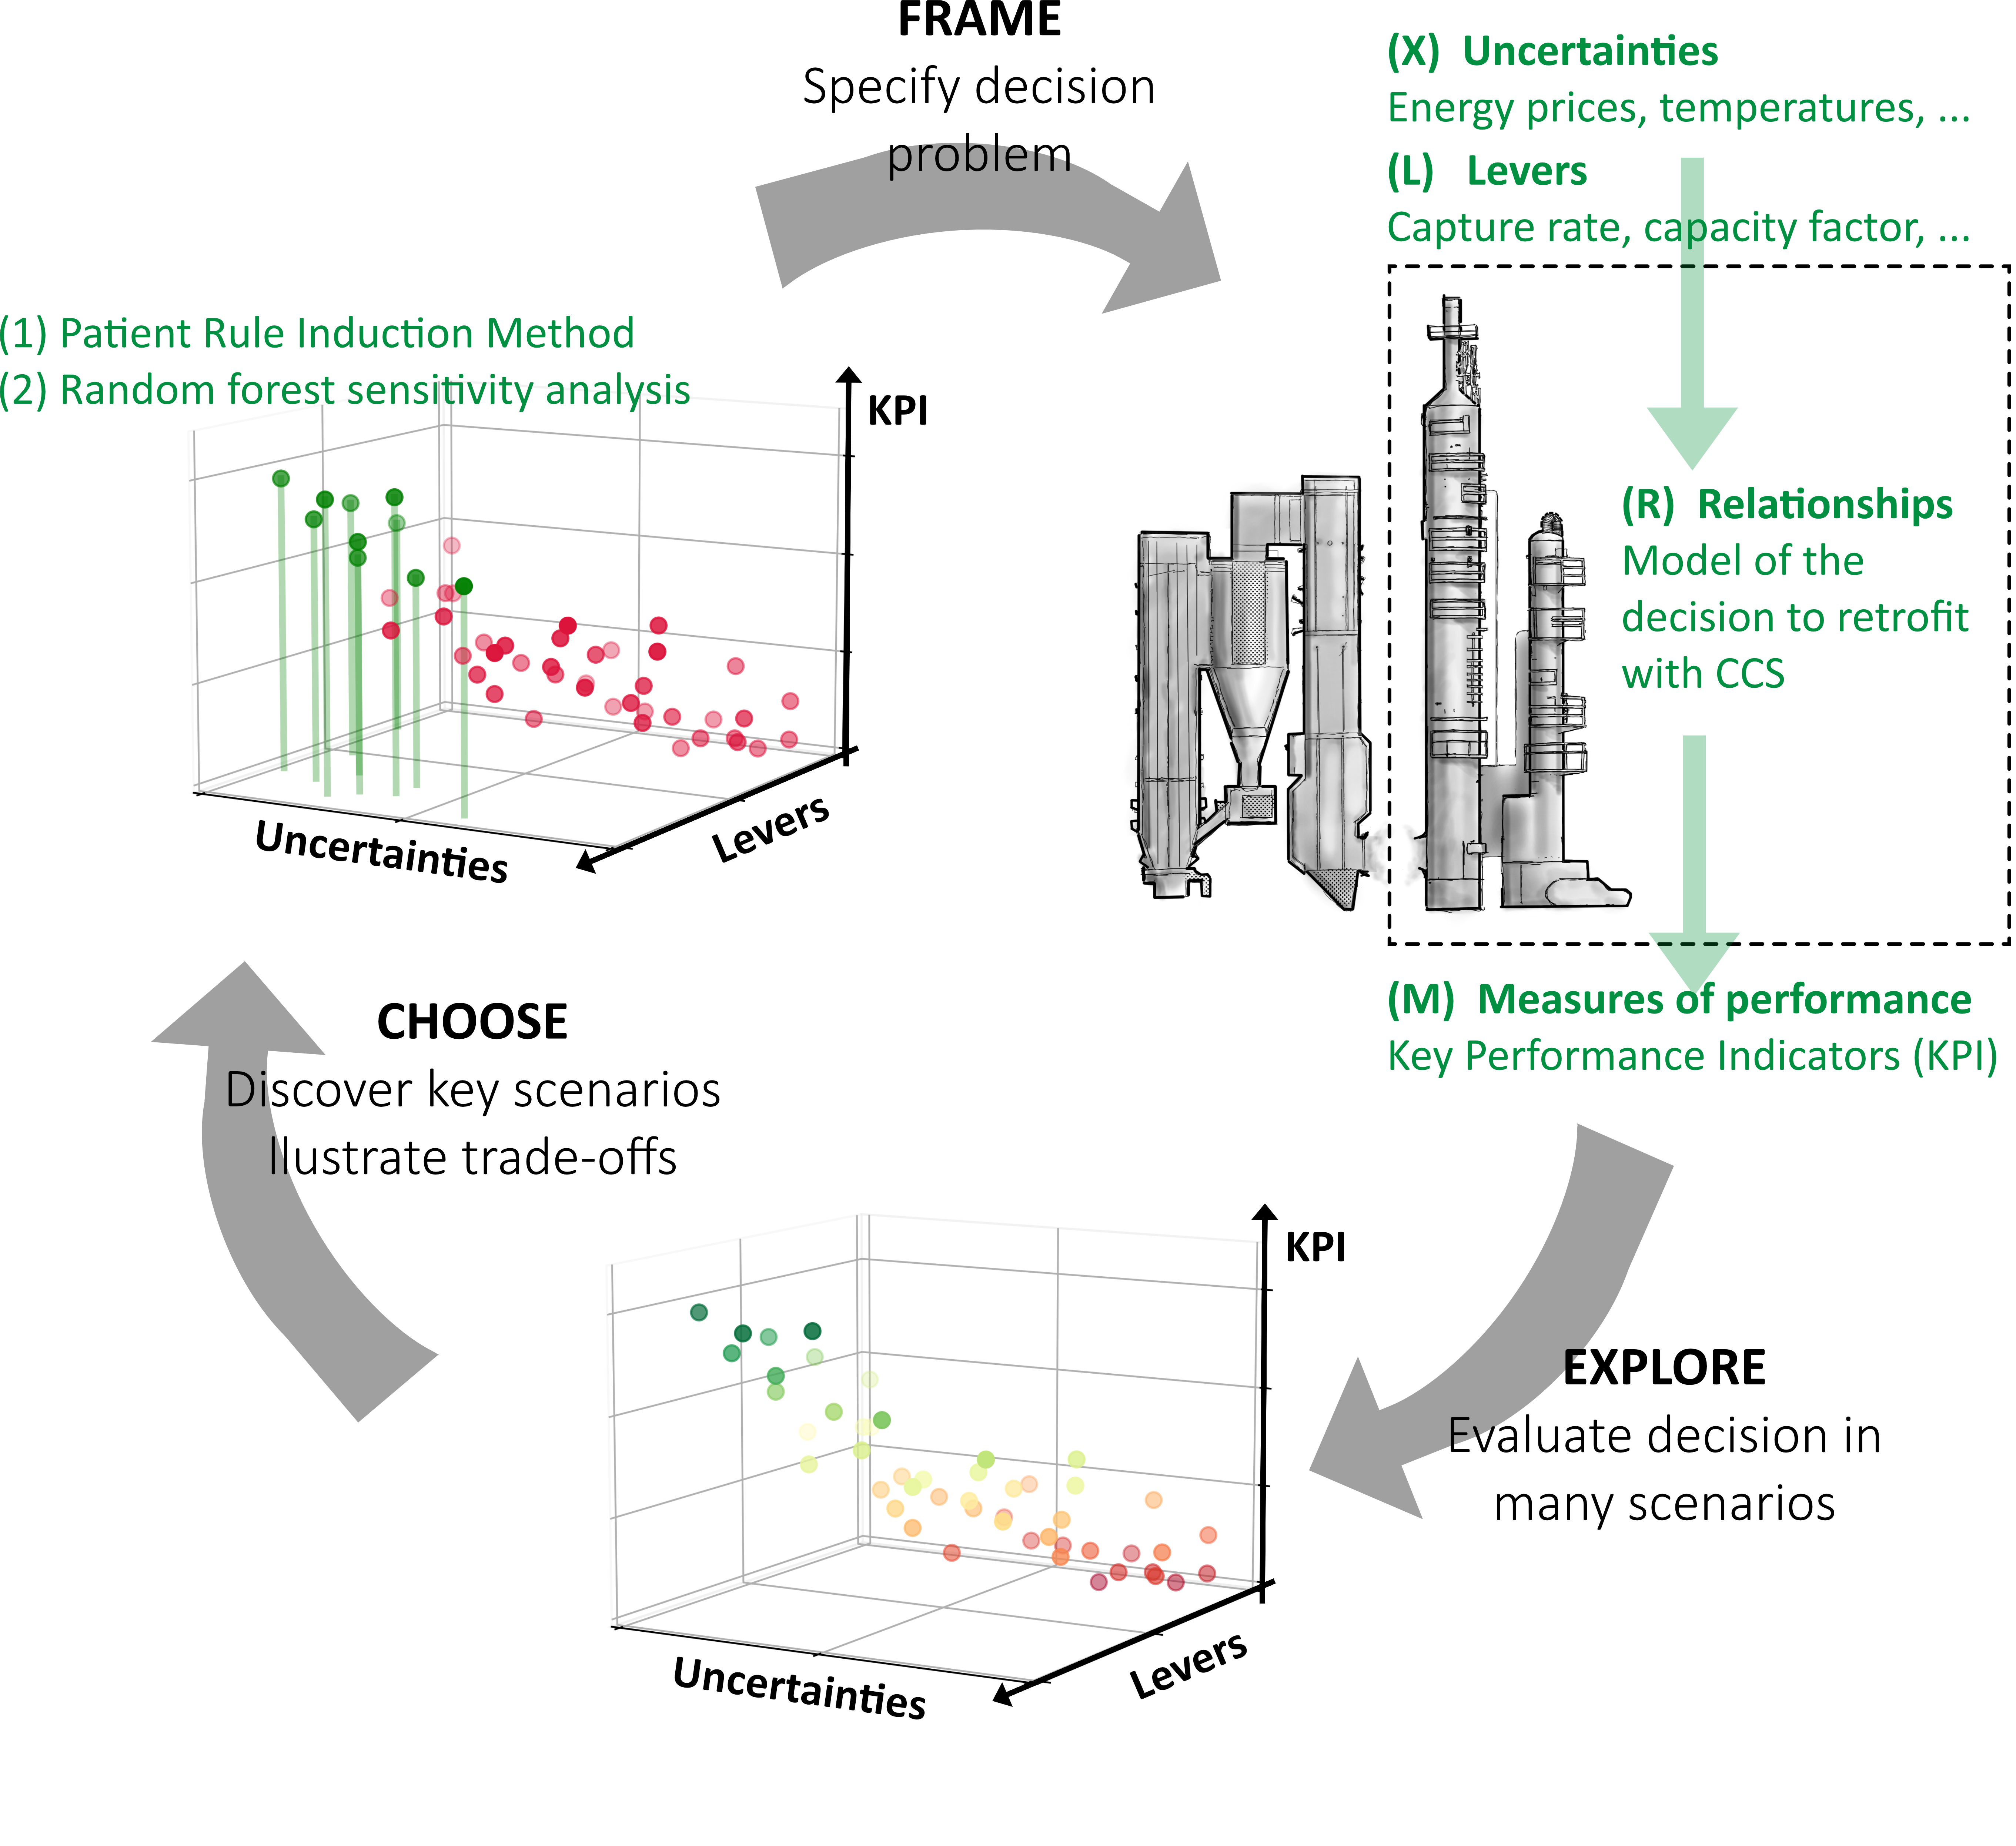 FRAME
Specify decision
problem
(X) Uncertainties
Energy prices, temperatures, ...
(L) Levers
Capture rate, capacity factor, ...
(R) Relationships
Model of the
decision to retrofit
with CCS
(M) Measures of performance
Key Performance Indicators (KPI)
(1) Patient Rule Induction Method
(2) Random forest sensitivity analysis
KPI
Levers
Uncertainties
CHOOSE
Discover key scenarios
llustrate trade-offs
KPI
Levers
Uncertainties
EXPLORE
Evaluate decision in
many scenarios